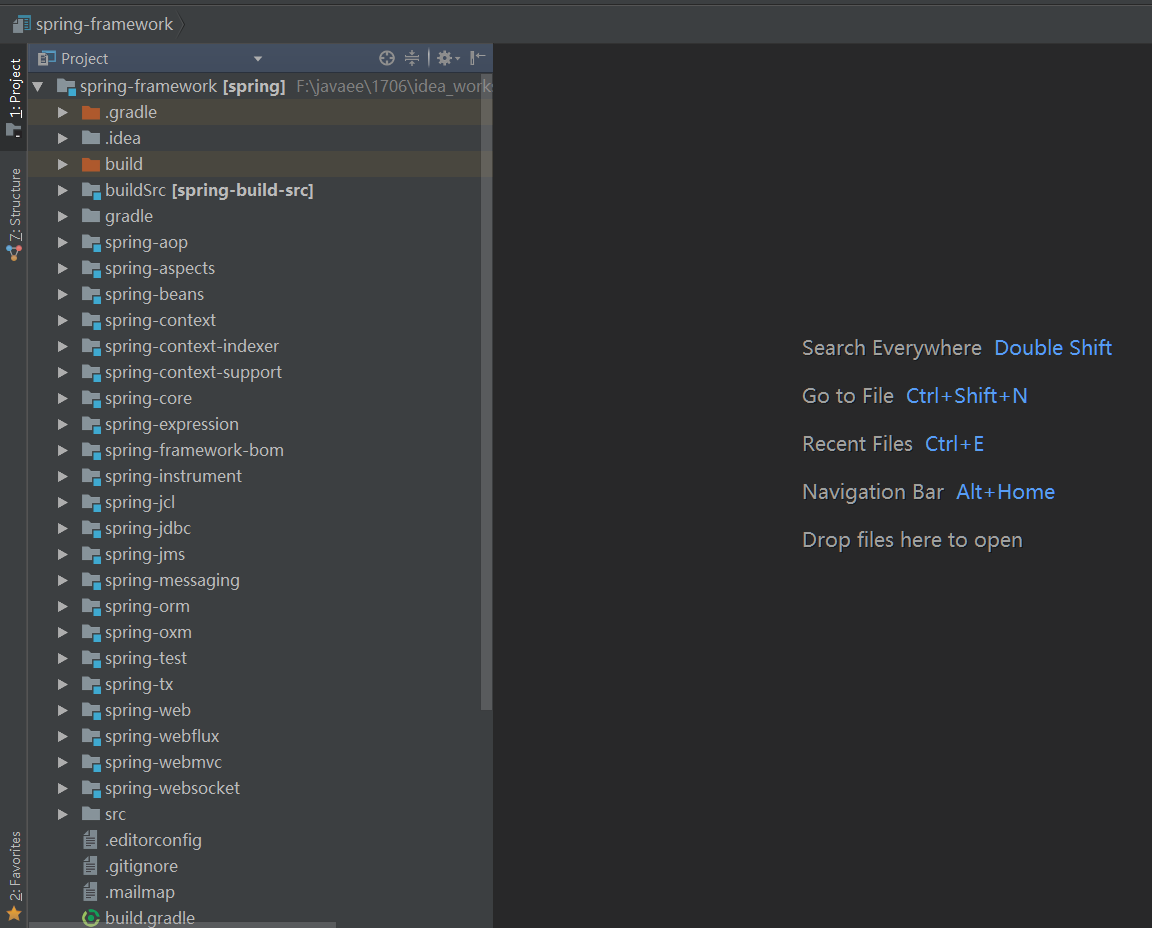 spring-framework
Project
1: Project
spring-framework [spring] F:\javaee\1706\idea_work
.gradle
.idea
build
buildSrc [spring-build-src]
7: Structure
gradle
spring-aop
spring-aspects
spring-beans
spring-context
spring-context-indexer
spring-context-support
spring-core
spring-expression
spring-framework-bom
spring-instrument
spring-jcl
spring-jdbc
spring-jms
spring-messaging
spring-orm
spring-oxm
spring-test
spring-tx
spring-web
spring-webflux
spring-webmvc
spring-websocket
src
.editorconfig
2: Favorites
.gitignore
.mailmap
build.gradle
Search Everywhere Double Shift
Go to File Ctrl+Shift+N
Recent Files Ctrl+E
Navigation Bar Alt+Home
Drop files here to open